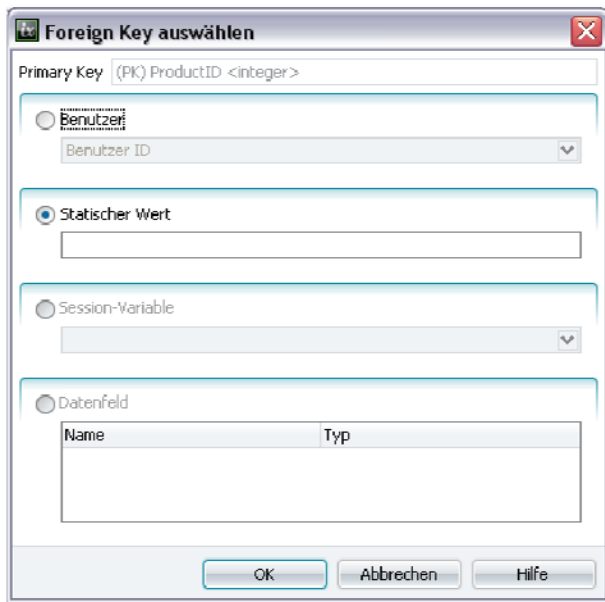 ix Foreign Key auswählen
Primary Key (PK) ProductID <integer>
Benutzer
Benutzer ID
Statischer Wert
Session-Variable
Datenfeld
Name Typ
OK Abbrechen Hilfe